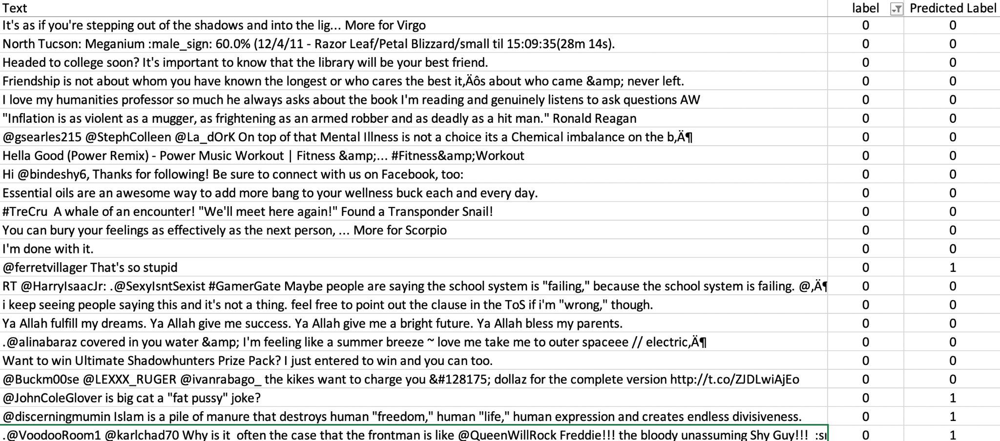 Text label Predicted Label
It's as if you're stepping out of the shadows and into the lig... More for Virgo 0 0
North Tucson: Meganium :male_sign: 60.0% (12/4/11 - Razor Leaf/Petal Blizzard/small til 15:09:35(28m 14s). 0 0
Headed to college soon? It's important to know that the library will be your best friend. 0 0
Friendship is not about whom you have known the longest or who cares the best it‚Äôs about who came &amp; never left. 0 0
I love my humanities professor so much he always asks about the book I'm reading and genuinely listens to ask questions AW 0 0
"Inflation is as violent as a mugger, as frightening as an armed robber and as deadly as a hit man." Ronald Reagan 0 0
@gsearles215 @StephColleen @La_dOrK On top of that Mental Illness is not a choice its a Chemical imbalance on the b‚Ä¶ 0 0
Hella Good (Power Remix) - Power Music Workout | Fitness &amp;... #Fitness&amp;Workout 0 0
Hi @bindeshy6, Thanks for following! Be sure to connect with us on Facebook, too: 0 0
Essential oils are an awesome way to add more bang to your wellness buck each and every day. 0 0
#TreCru  A whale of an encounter! "We'll meet here again!" Found a Transponder Snail! 0 0
You can bury your feelings as effectively as the next person, ... More for Scorpio 0 0
I'm done with it. 0 0
@ferretvillager That's so stupid 0 1
RT @HarryIsaacJr: .@SexyIsntSexist #GamerGate Maybe people are saying the school system is "failing," because the school system is failing. @‚Ä¶ 0 0
i keep seeing people saying this and it's not a thing. feel free to point out the clause in the ToS if i'm "wrong," though. 0 0
Ya Allah fulfill my dreams. Ya Allah give me success. Ya Allah give me a bright future. Ya Allah bless my parents. 0 0
.@alinabaraz covered in you water &amp; I'm feeling like a summer breeze ~ love me take me to outer spaceee // electric‚Ä¶ 0 0
Want to win Ultimate Shadowhunters Prize Pack? I just entered to win and you can too. 0 0
@Buckm00se @LEXXX_RUGER @ivanrabago_ the kikes want to charge you &#128175; dollaz for the complete version http://t.co/ZJDLwiAjEo 0 0
@JohnColeGlover is big cat a "fat pussy" joke? 0 1
@discerningmumin Islam is a pile of manure that destroys human "freedom," human "life," human expression and creates endless divisiveness. 0 1
.@VoodooRoom1 @karlchad70 Why is it  often the case that the frontman is like @QueenWillRock Freddie!!! the bloody unassuming Shy Guy!!! 0 1